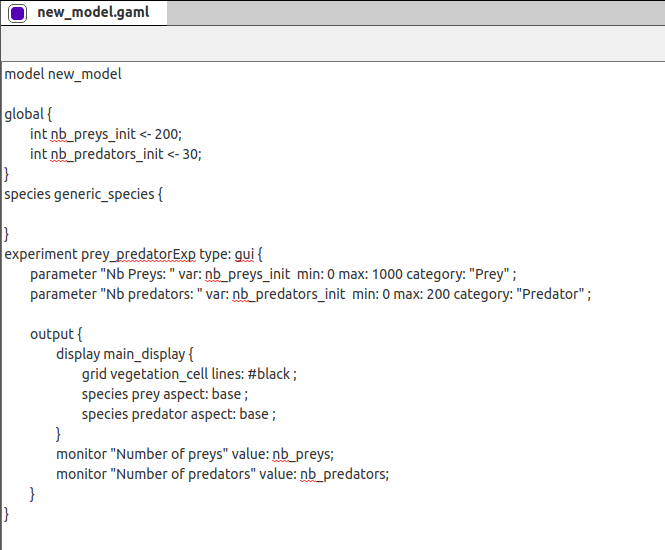 new_model.gaml
model new_model
global {
int nb_preys_init <- 200;
int nb_predators_init <- 30;
}
species generic_species {
}
experiment prey_predatorExp type: gui {
parameter "Nb Preys: " var: nb_preys_init  min: 0 max: 1000 category: "Prey" ;
parameter "Nb predators: " var: nb_predators_init  min: 0 max: 200 category: "Predator" ;
output {
display main_display {
grid vegetation_cell lines: #black ;
species prey aspect: base ;
species predator aspect: base ;
}
monitor "Number of preys" value: nb_preys;
monitor "Number of predators" value: nb_predators;
}
}